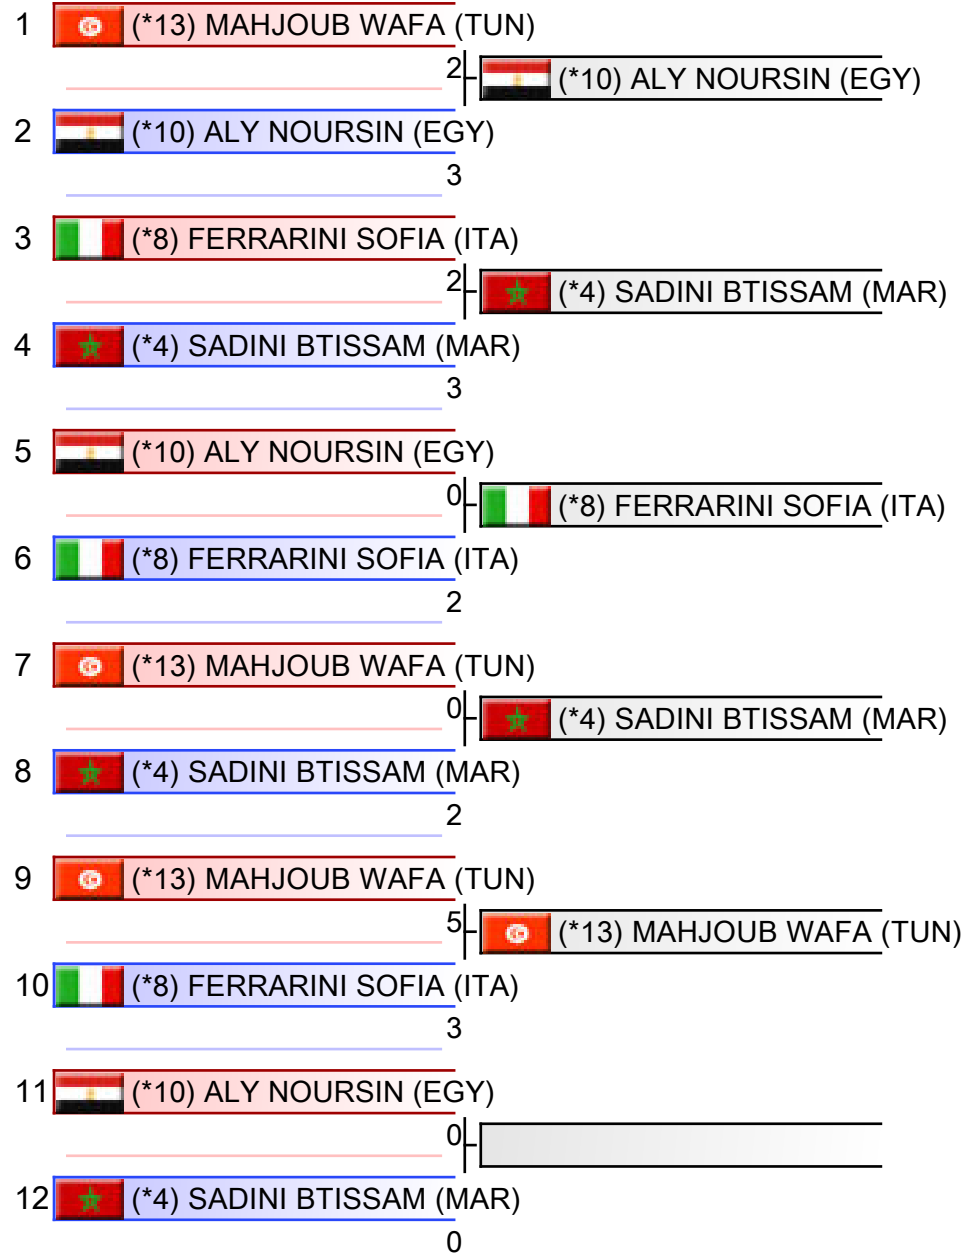 1 (*13) MAHJOUB WAFA (TUN)
2 (*10) ALY NOURSIN (EGY)
2 (*10) ALY NOURSIN (EGY)
3
3 (*8) FERRARINI SOFIA (ITA)
2 (*4) SADINI BTISSAM (MAR)
4 (*4) SADINI BTISSAM (MAR)
3
5 (*10) ALY NOURSIN (EGY)
0 (*8) FERRARINI SOFIA (ITA)
6 (*8) FERRARINI SOFIA (ITA)
2
7 (*13) MAHJOUB WAFA (TUN)
0 (*4) SADINI BTISSAM (MAR)
8 (*4) SADINI BTISSAM (MAR)
2
9 (*13) MAHJOUB WAFA (TUN)
5 (*13) MAHJOUB WAFA (TUN)
10 (*8) FERRARINI SOFIA (ITA)
3
11 (*10) ALY NOURSIN (EGY)
0
12 (*4) SADINI BTISSAM (MAR)
0